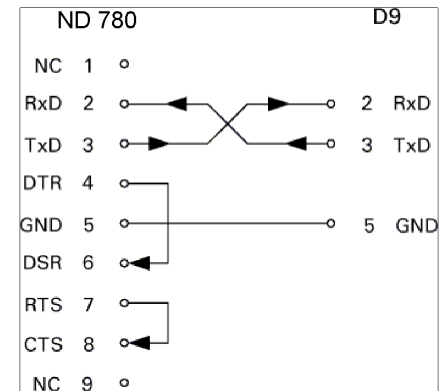 ND 780 D9
NC 1
RxD 2 2 RxD
TxD 3 3 TxD
DTR 4
GND 5 5 GND
DSR 6
RTS 7
CTS 8
NC 9